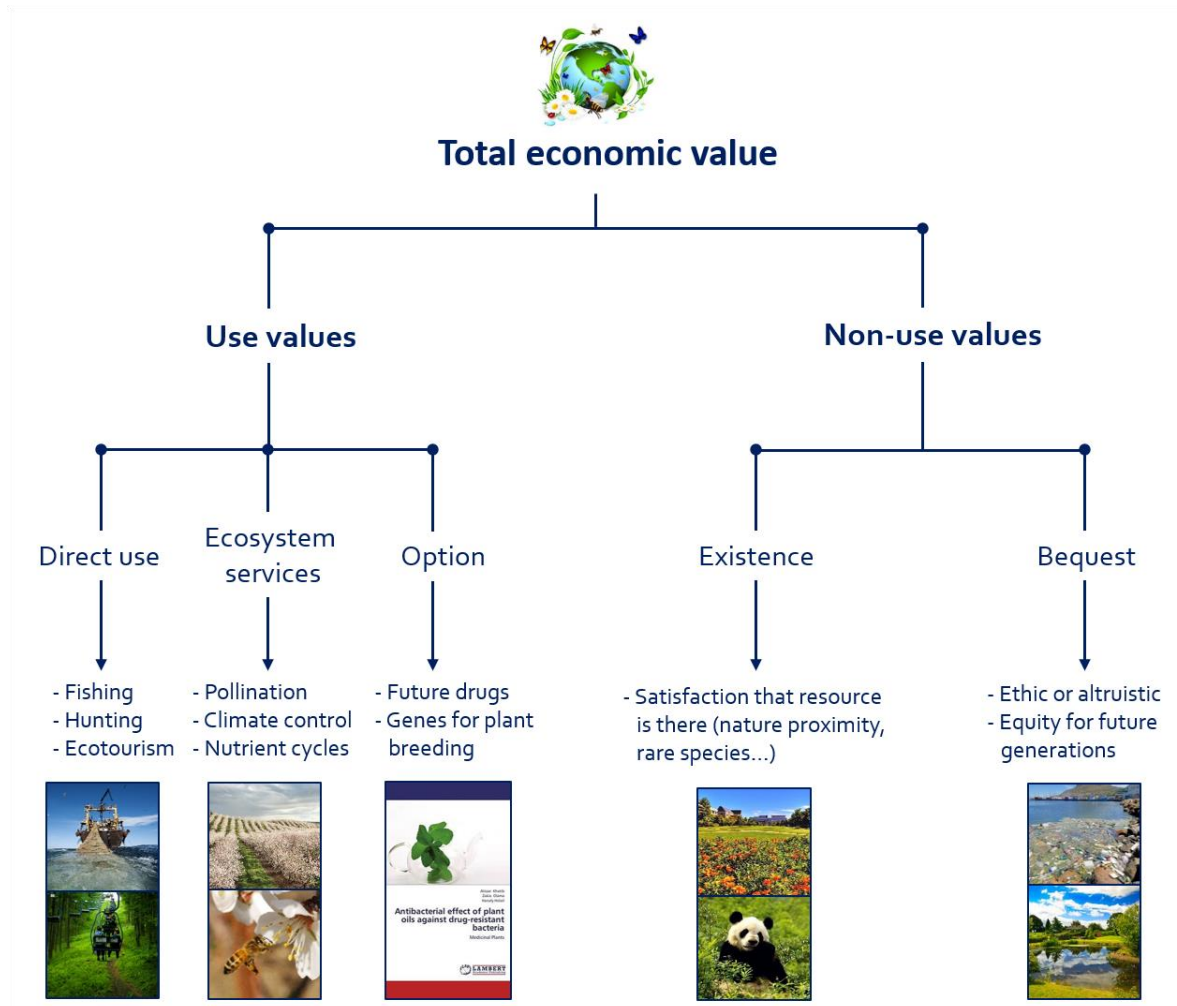 Total economic value
Use values
Non-use values
Direct use
Ecosystem
services
Option
Existence
Bequest
- Fishing
- Hunting
- Ecotourism
- Pollination
- Climate control
- Nutrient cycles
- Future drugs
- Genes for plant
breeding
- Satisfaction that resource
is there (nature proximity,
rare species...)
- Ethic or altruistic
- Equity for future
generations
Antibacterial effect of plant
oils against drug-resistant
bacteria
Medicinal Plants
LAMBERT